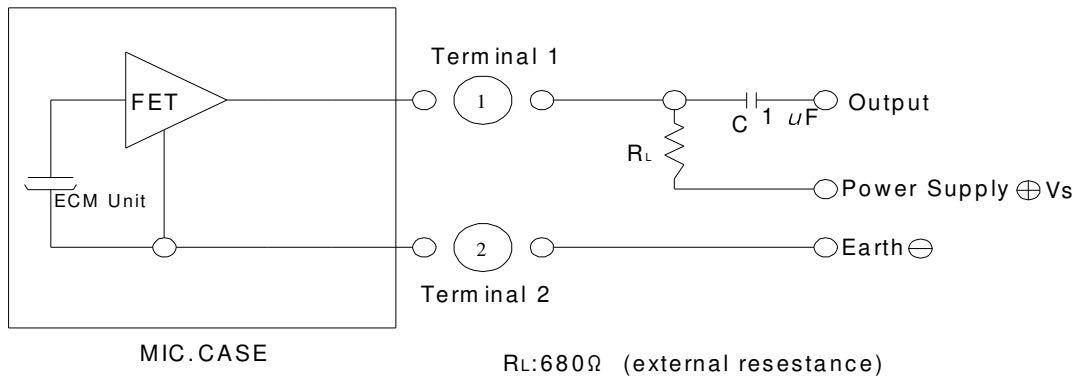 Terminal 1
FET
1
Output
C 1 uF
RL
ECM Unit
Power Supply ⊕ Vs
2
Earth ⊖
Terminal 2
MIC.CASE
RL:680Ω (external resestance)